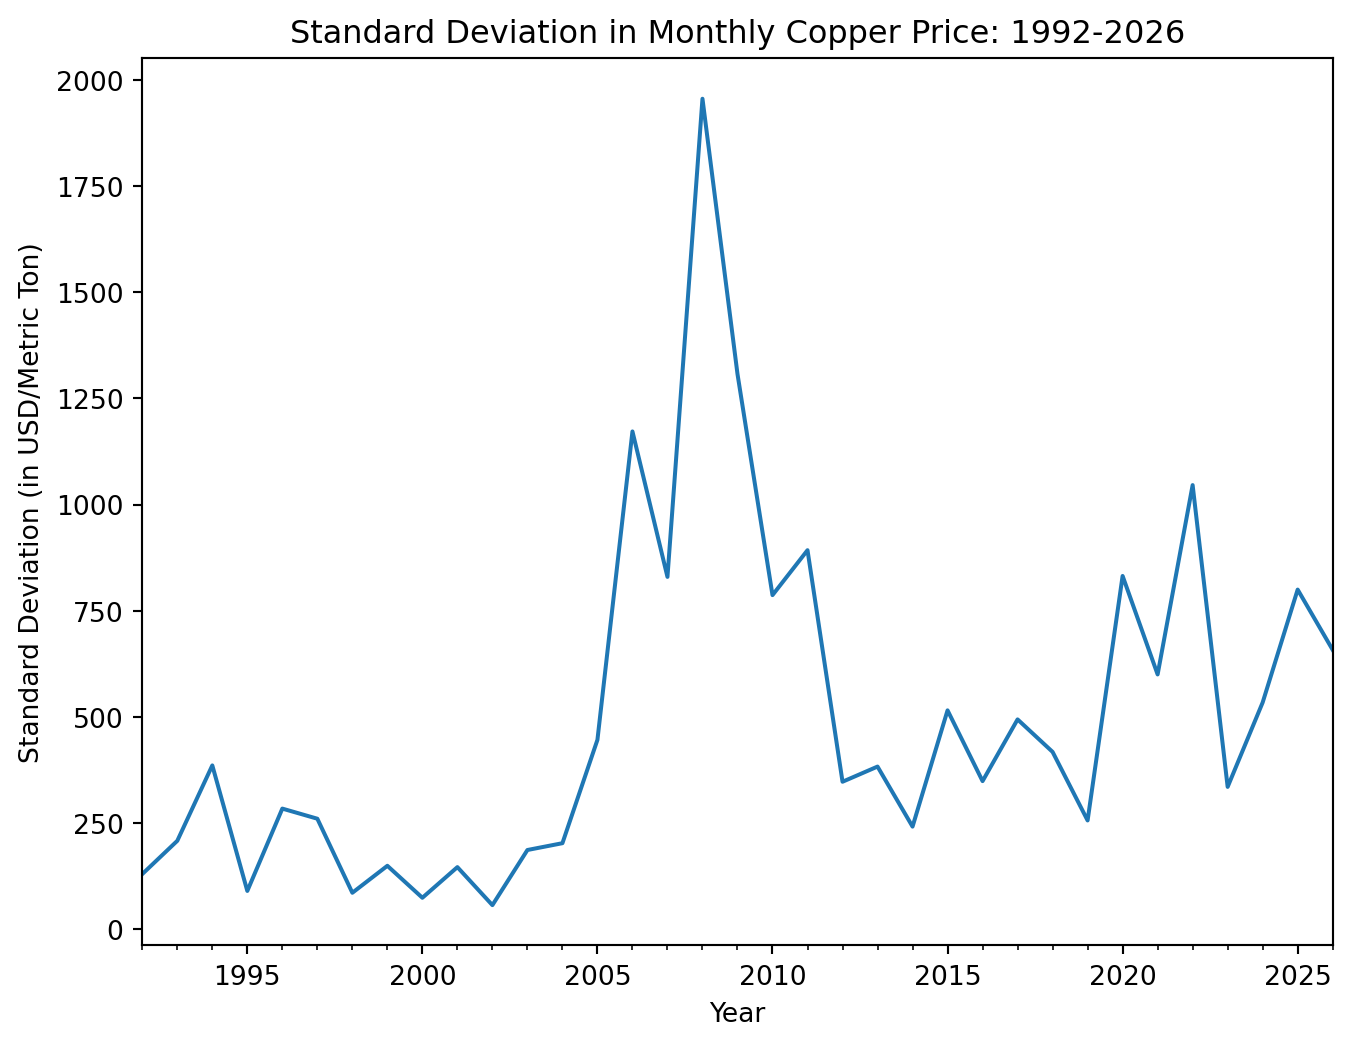 Standard Deviation in Monthly Copper Price: 1992-2026
Standard Deviation (in USD/Metric Ton)
2000
1750
1500
1250
1000
750
500
250
0
1995 2000 2005 2010 2015 2020 2025
Year